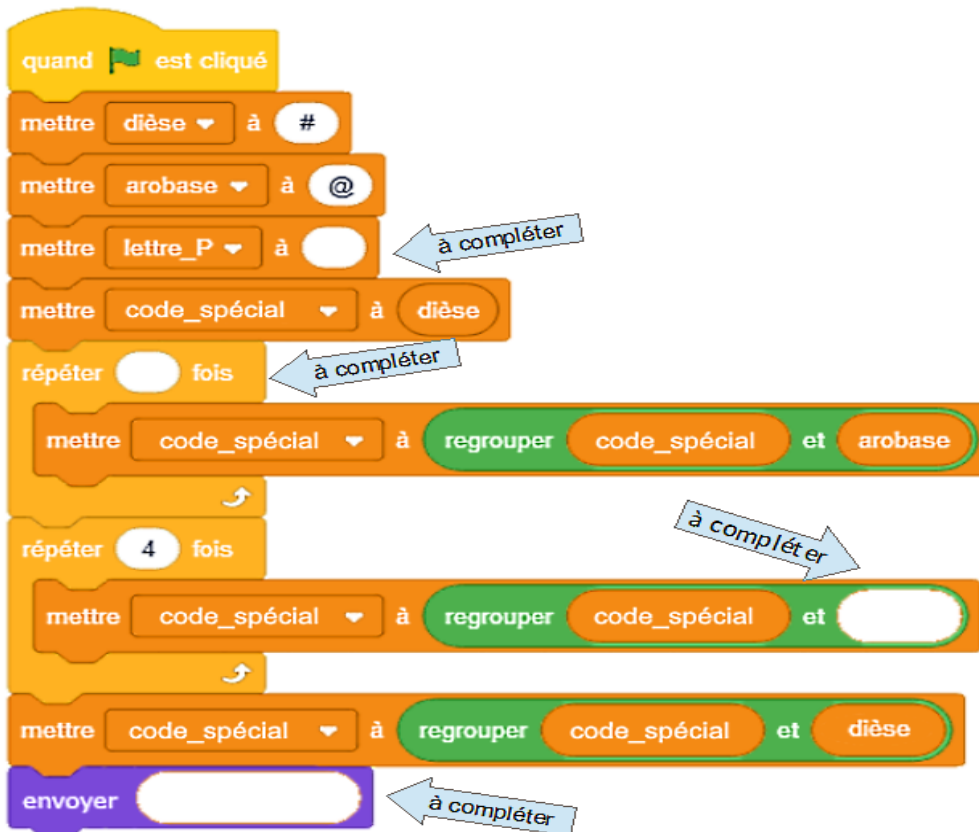 quand est cliqué
mettre dièse à #
mettre arobase à @
mettre lettre_P à
à compléter
mettre code_spécial à dièse
répéter fois
à compléter
mettre code_spécial à regrouper code_spécial et arobase
répéter 4 fois
à compléter
mettre code_spécial à regrouper code_spécial et
mettre code_spécial à regrouper code_spécial et dièse
envoyer
à compléter